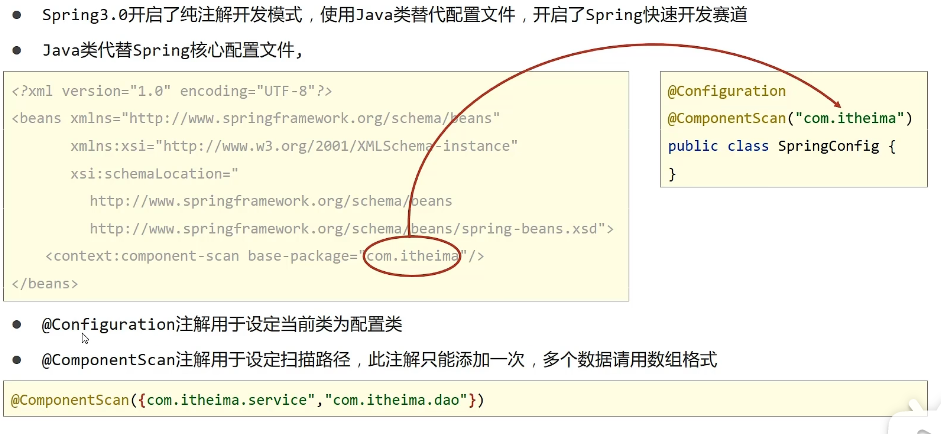 ● Spring3.0开启了纯注解开发模式，使用Java类替代配置文件，开启了Spring快速开发赛道
● Java类代替Spring核心配置文件,
<?xml version="1.0" encoding="UTF-8"?>
<beans xmlns="http://www.springframework.org/schema/beans"
xmlns:xsi="http://www.w3.org/2001/XMLSchema-instance"
xsi:schemaLocation="
http://www.springframework.org/schema/beans
http://www.springframework.org/schema/beans/spring-beans.xsd">
<context:component-scan base-package="com.itheima"/>
</beans>
@Configuration
@ComponentScan("com.itheima")
public class SpringConfig {
}
● @Configuration注解用于设定当前类为配置类
● @ComponentScan注解用于设定扫描路径，此注解只能添加一次，多个数据请用数组格式
@ComponentScan({com.itheima.service","com.itheima.dao"})